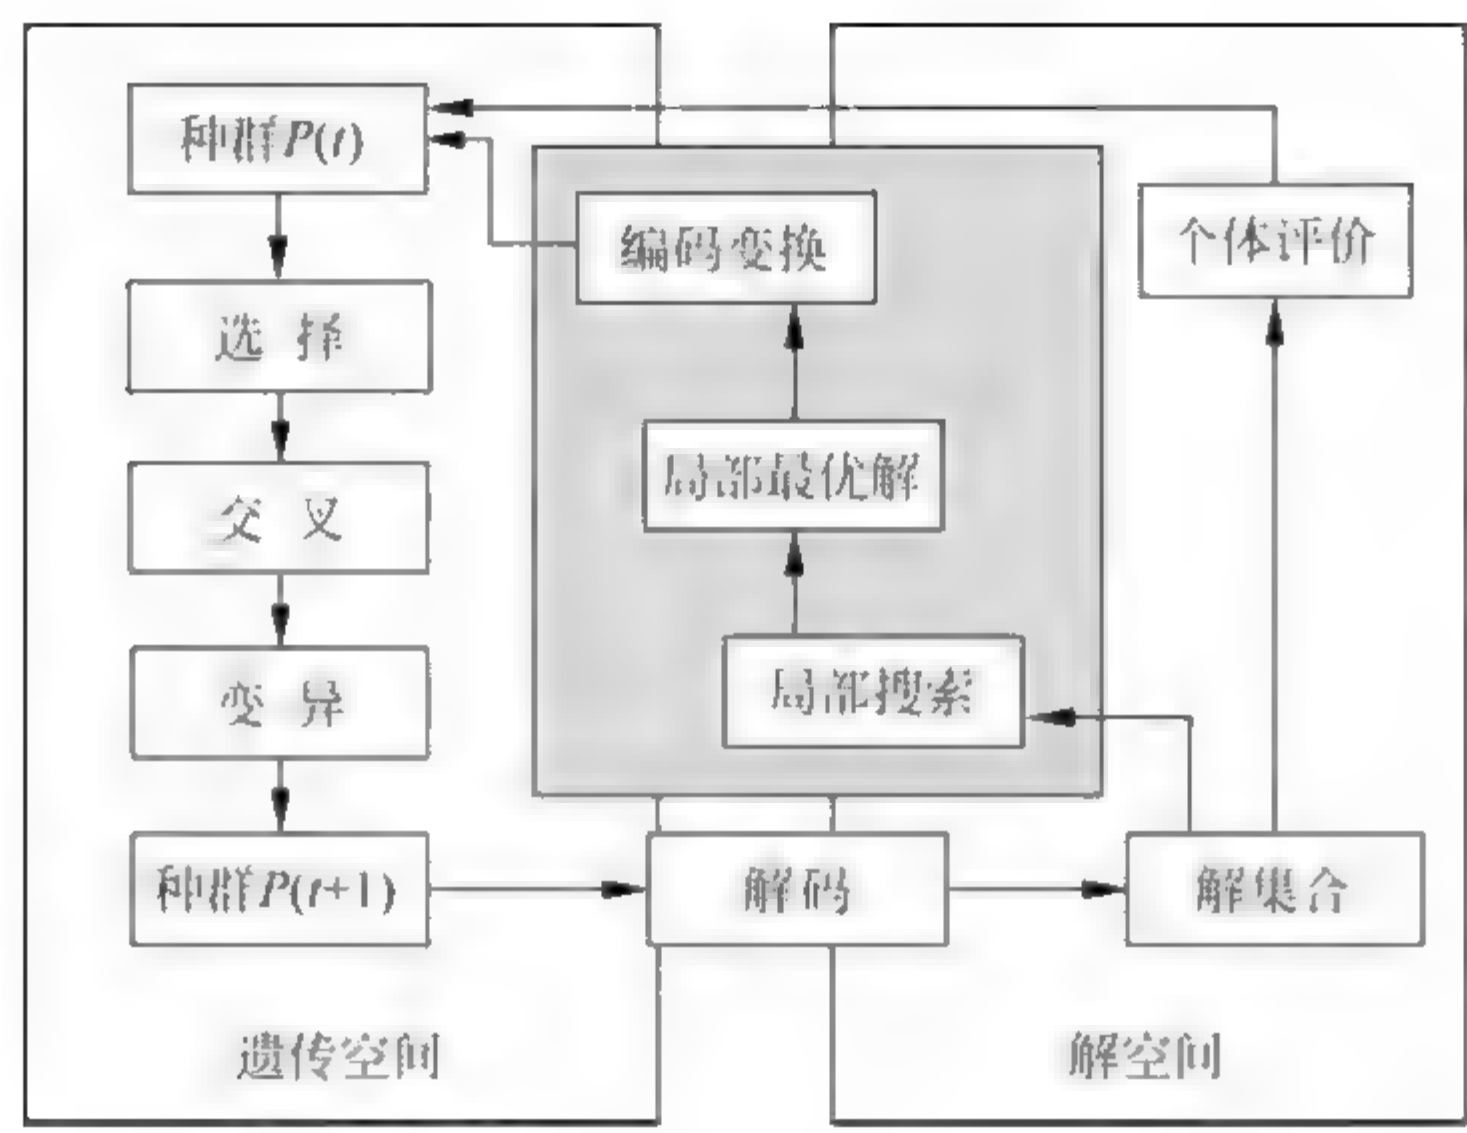 种群P(t)
选择
交叉
变异
种群P(t+1)
遗传空间
编码变换
局部最优解
局部搜索
解码
个体评价
解集合
解空间